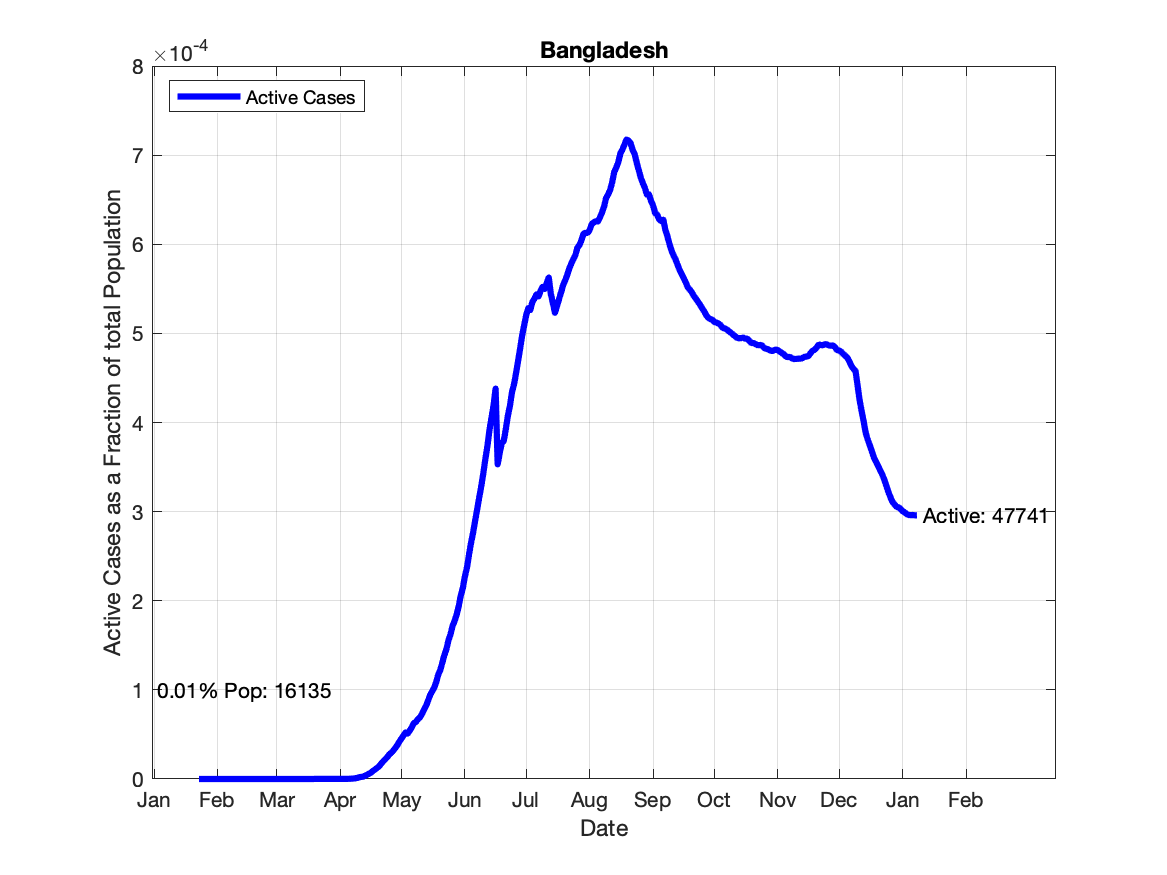 ×10⁻⁴
Bangladesh
Active Cases
8
7
6
5
4
3
2
1
0
Active Cases as a Fraction of total Population
Active: 47741
0.01% Pop: 16135
Jan Feb Mar Apr May Jun Jul Aug Sep Oct Nov Dec Jan Feb
Date